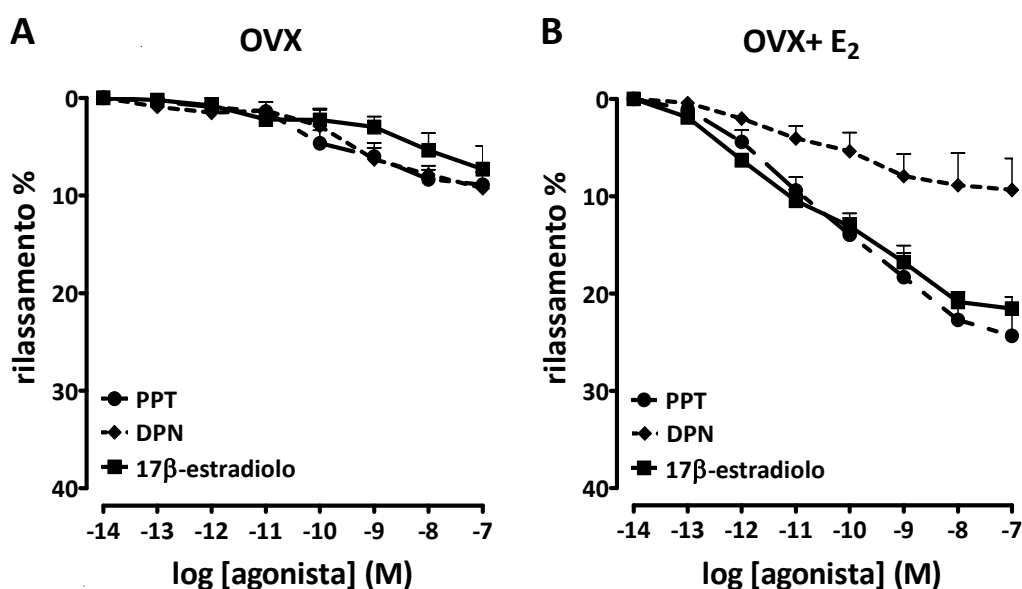 A
OVX
rilassamento %
0
10
20
30
40
PPT
DPN
17β-estradiolo
-14 -13 -12 -11 -10 -9 -8 -7
log [agonista] (M)
B
OVX+ E₂
rilassamento %
0
10
20
30
40
PPT
DPN
17β-estradiolo
-14 -13 -12 -11 -10 -9 -8 -7
log [agonista] (M)